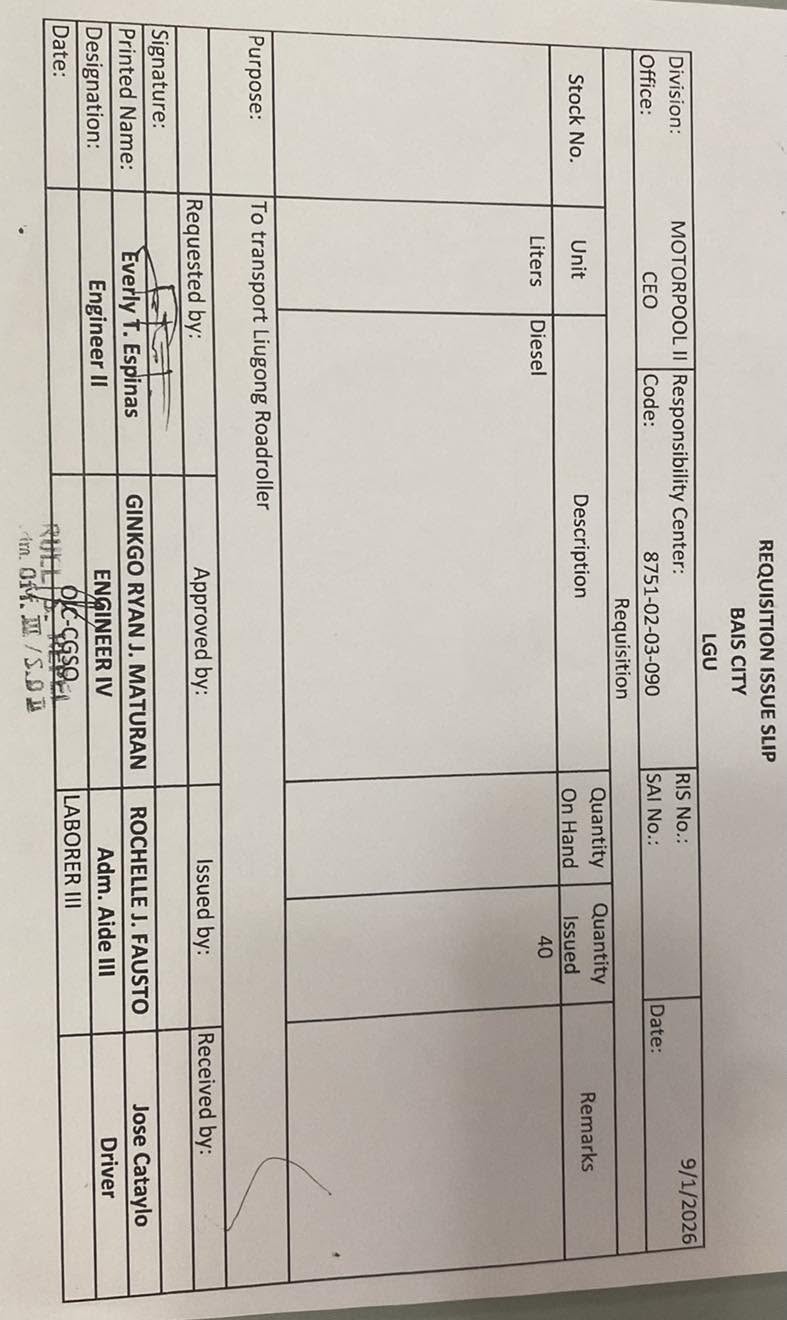 REQUISITION ISSUE SLIP
BAIS CITY
LGU
Division: MOTORPOOL II Responsibility Center: RIS No.: Date: 9/1/2026
Office: CEO Code: 8751-02-03-090 SAI No.:
Requisition
Stock No. Unit Description Quantity On Hand Quantity Issued Remarks
Liters Diesel 40
Purpose: To transport Liugong Roadroller
Requested by: Approved by: Issued by: Received by:
Signature:
Printed Name: Everly T. Espinas GINKGO RYAN J. MATURAN ROCHELLE J. FAUSTO Jose Cataylo
Designation: Engineer II ENGINEER IV Adm. Aide III Driver
Date: OIC-CGSO LABORER III